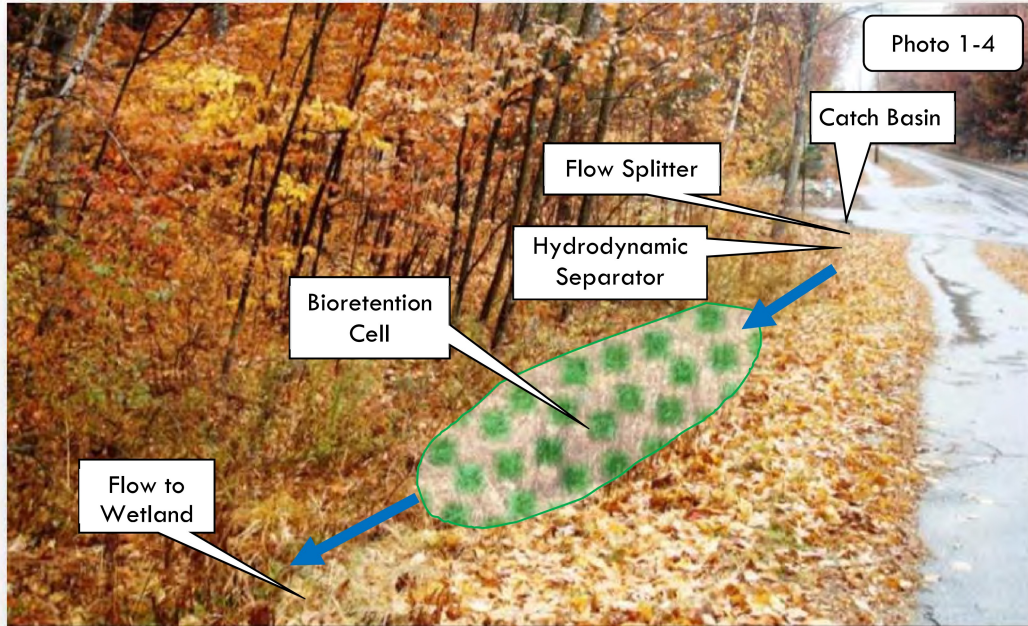 Photo 1-4
Catch Basin
Flow Splitter
Hydrodynamic
Separator
Bioretention
Cell
Flow to
Wetland